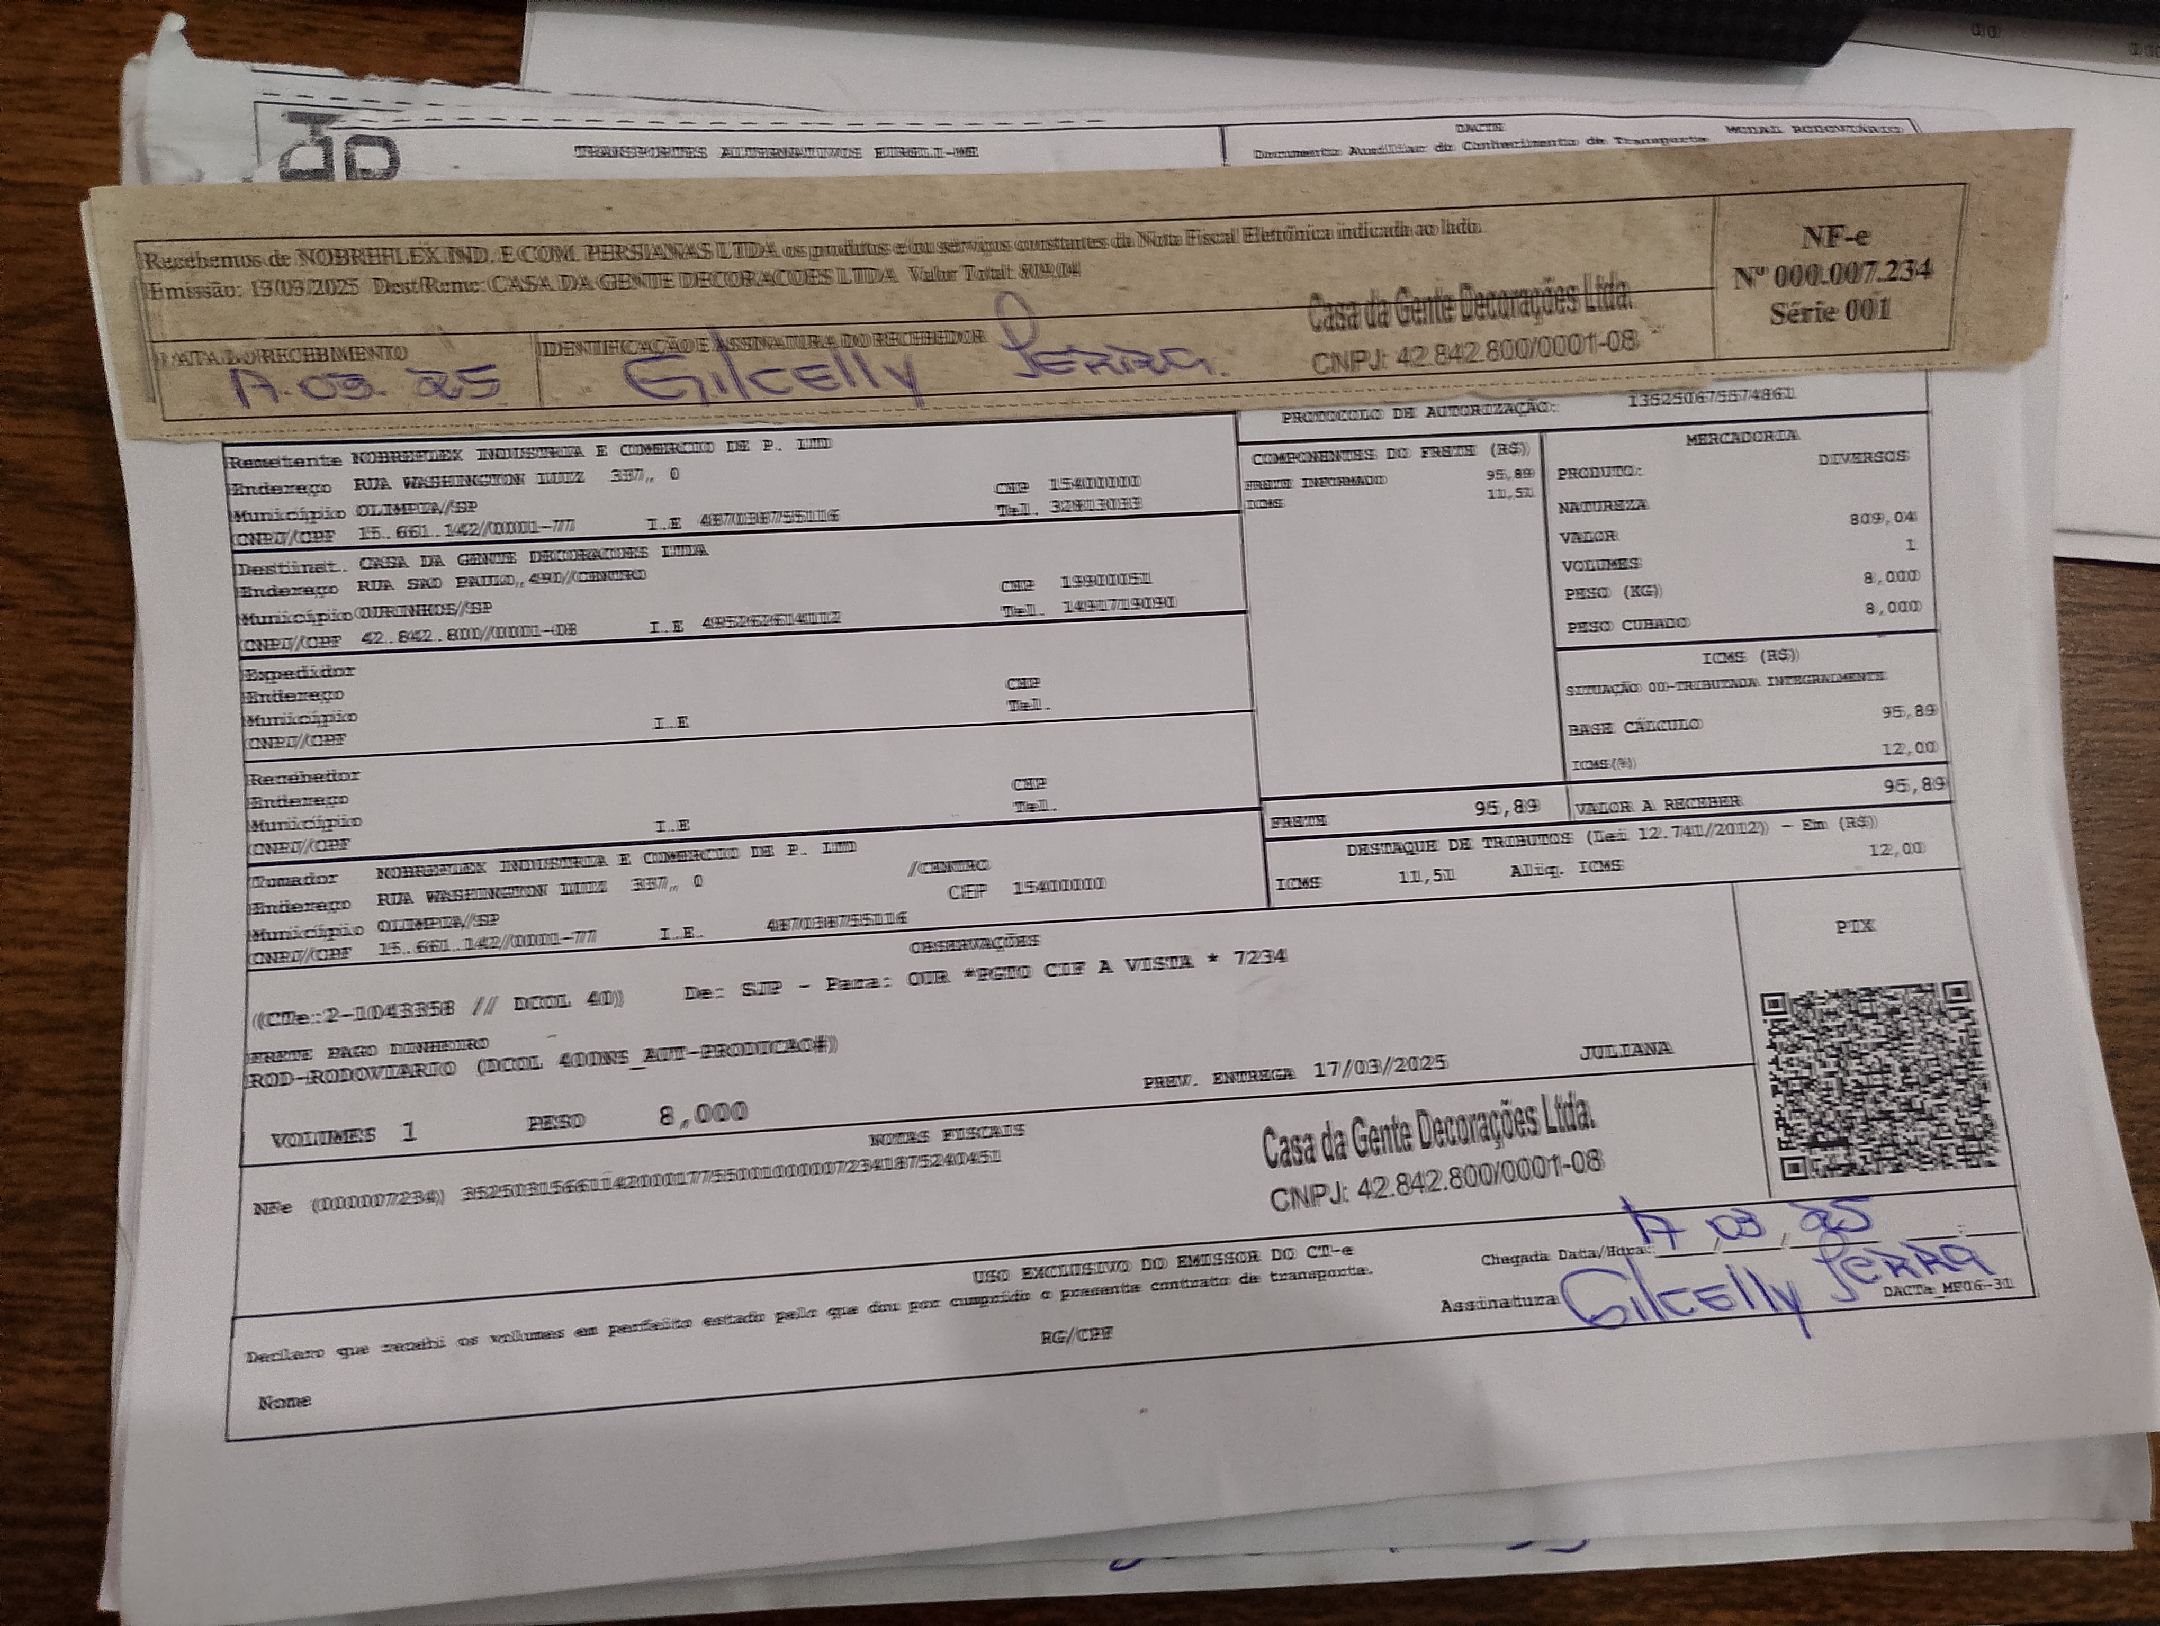 TRANSPORTES ALTERNATIVOS EIRELI-ME
DACTE MODAL RODOVIÁRIO
Documento Auxiliar do Conhecimento de Transporte
Recebemos de NOBREFLEX IND. E COM. PERSIANAS LTDA os produtos e/ou serviços constantes da Nota Fiscal Eletrônica indicada ao lado
Emissão: 13/03/2025 Dest/Reme: CASA DA GENTE DECORACOES LTDA Valor Total: 809,04
NF-e
Nº 000.007.234
Série 001
DATA DO RECEBIMENTO
17.03.25
IDENTIFICAÇÃO E ASSINATURA DO RECEBEDOR
Gilcelly Serra.
Casa da Gente Decorações Ltda.
CNPJ: 42.842.800/0001-08
PROTOCOLO DE AUTORIZAÇÃO: 135250675574861
Remetente NOBREFLEX INDUSTRIA E COMERCIO DE P. LTD
Endereço RUA WASHINGTON LUIZ 337, 0
CEP 15400000
Município OLIMPIA/SP
Tel. 32813033
CNPJ/CPF 15.661.142/0001-77 I.E 487038755116
Destinat. CASA DA GENTE DECORACOES LTDA
Endereço RUA SAO PAULO, 490/CENTRO
CEP 19900051
Município OURINHOS/SP
Tel. 1491719090
CNPJ/CPF 42.842.800/0001-08 I.E 495262614112
Expedidor
Endereço CEP
Município Tel.
CNPJ/CPF I.E
Recebedor
Endereço CEP
Município Tel.
CNPJ/CPF I.E
Tomador NOBREFLEX INDUSTRIA E COMERCIO DE P. LTD
Endereço RUA WASHINGTON LUIZ 337, 0 /CENTRO
Município OLIMPIA/SP CEP 15400000
CNPJ/CPF 15.661.142/0001-77 I.E. 487038755116
COMPONENTES DO FRETE (R$)
FRETE INFORMADO 95,89
ICMS 11,51
MERCADORIA
PRODUTO: DIVERSOS
NATUREZA
VALOR 809,04
VOLUMES 1
PESO (KG) 8,000
PESO CUBADO 8,000
ICMS (R$)
SITUAÇÃO 00-TRIBUTADA INTEGRALMENTE
BASE CÁLCULO 95,89
ICMS(%) 12,00
FRETE 95,89
VALOR A RECEBER 95,89
DESTAQUE DE TRIBUTOS (Lei 12.741/2012) - Em (R$)
ICMS 11,51 Alíq. ICMS 12,00
OBSERVAÇÕES
(CTe:2-1043358 / DCOL 40) De: SJP - Para: OUR *PGTO CIF A VISTA * 7234
FRETE PAGO DINHEIRO
ROD-RODOVIARIO (DCOL 400NS_AUT-PRODICAO#)
PREV. ENTREGA 17/03/2025 JULIANA
VOLUMES 1 PESO 8,000
PIX
NOTAS FISCAIS
NFe (000007234) 35250315661142000177550010000072341875240451
Casa da Gente Decorações Ltda.
CNPJ: 42.842.800/0001-08
USO EXCLUSIVO DO EMISSOR DO CT-e
Declaro que recebi os volumes em perfeito estado pelo que dou por cumprido o presente contrato de transporte.
Chegada Data/Hora: 17/03/25
Assinatura Gilcelly Serra
DACTe_MF06-31
Nome
RG/CPF